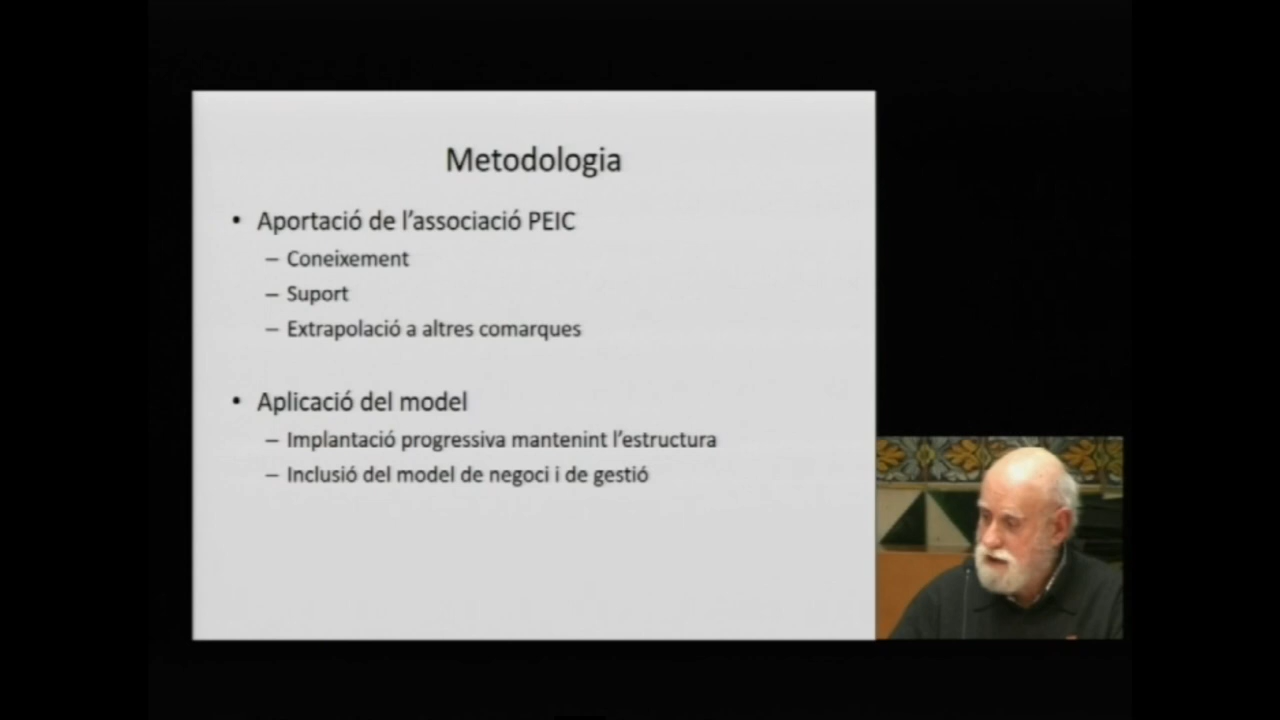 Metodologia
• Aportació de l'associació PEIC
– Coneixement
– Suport
– Extrapolació a altres comarques
• Aplicació del model
– Implantació progressiva mantenint l'estructura
– Inclusió del model de negoci i de gestió